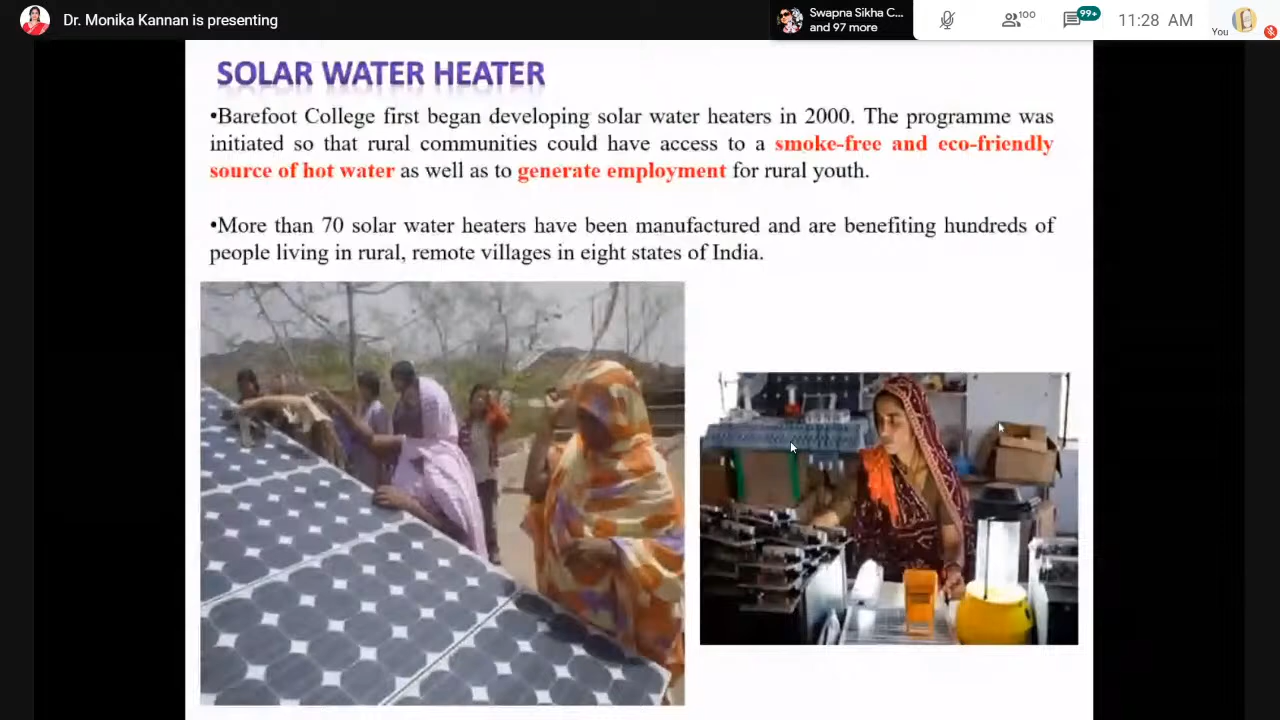 Dr. Monika Kannan is presenting
Swapna Sikha C...
and 97 more
100
99+
11:28 AM
You
SOLAR WATER HEATER
•Barefoot College first began developing solar water heaters in 2000. The programme was
initiated so that rural communities could have access to a smoke-free and eco-friendly
source of hot water as well as to generate employment for rural youth.
•More than 70 solar water heaters have been manufactured and are benefiting hundreds of
people living in rural, remote villages in eight states of India.